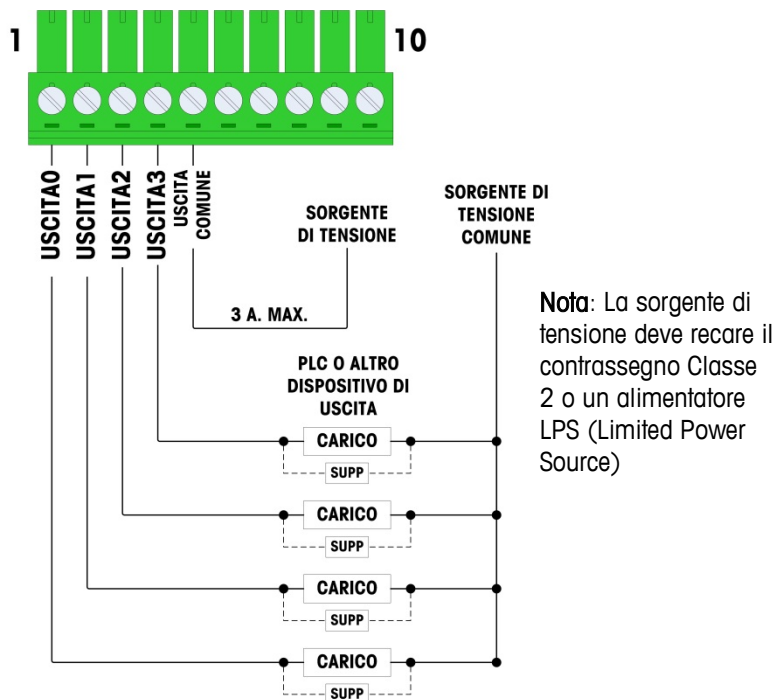 1
10
USCITA0
USCITA1
USCITA2
USCITA3
USCITA
COMUNE
SORGENTE
DI TENSIONE
SORGENTE DI
TENSIONE
COMUNE
3 A. MAX.
Nota: La sorgente di
tensione deve recare il
contrassegno Classe
2 o un alimentatore
LPS (Limited Power
Source)
PLC O ALTRO
DISPOSITIVO DI
USCITA
CARICO
SUPP
CARICO
SUPP
CARICO
SUPP
CARICO
SUPP